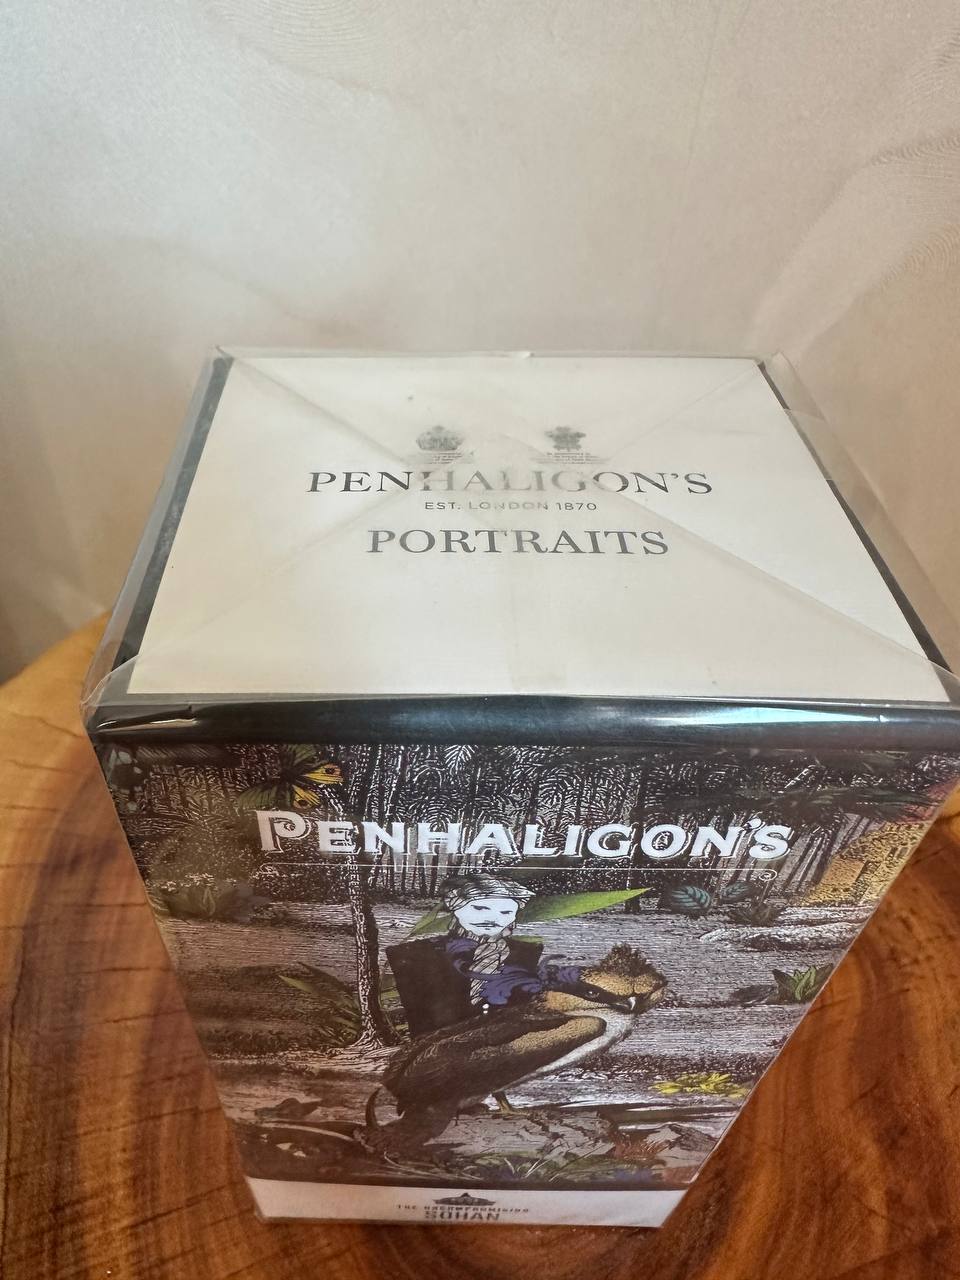 PENHALIGON'S
EST. LONDON 1870
PORTRAITS
PENHALIGON'S
THE UNCOMPROMISING
SOHAN